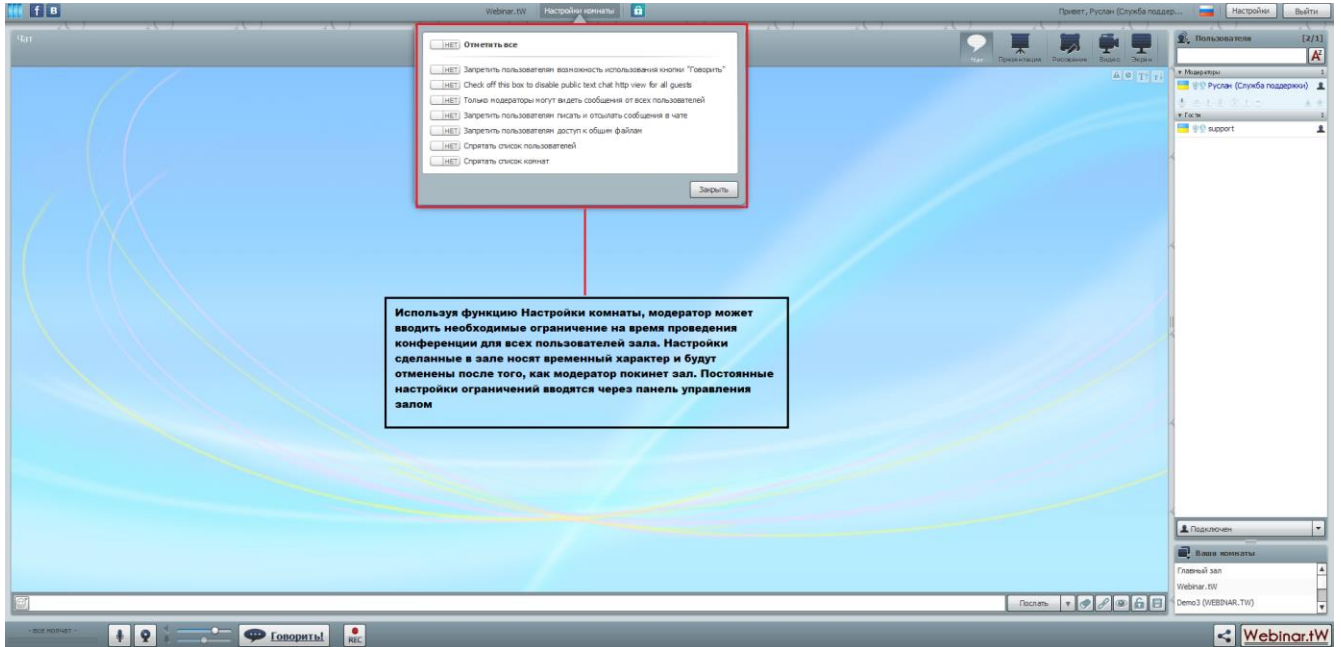 Webinar.tW Настройки комнаты
Привет, Руслан (Служба поддер... Настройки Выйти
Чат
Чат Презентация Рисование Видео Экран
Пользователи [2/1]
НЕТ Отметить все
НЕТ Запретить пользователям возможность использования кнопки "Говорить"
НЕТ Check off this box to disable public text chat http view for all guests
НЕТ Только модераторы могут видеть сообщения от всех пользователей
НЕТ Запретить пользователям писать и отсылать сообщения в чате
НЕТ Запретить пользователям доступ к общим файлам
НЕТ Спрятать список пользователей
НЕТ Спрятать список комнат
Закрыть
Модераторы 1
Руслан (Служба поддержки)
Гости 1
support
Используя функцию Настройки комнаты, модератор может
вводить необходимые ограничение на время проведения
конференции для всех пользователей зала. Настройки
сделанные в зале носят временный характер и будут
отменены после того, как модератор покинет зал. Постоянные
настройки ограничений вводятся через панель управления
залом
Подключен
Ваши комнаты
Главный зал
Webinar.tW
Demo3 (WEBINAR.TW)
Послать
- все молчат -
Говорить!
REC
Webinar.tW